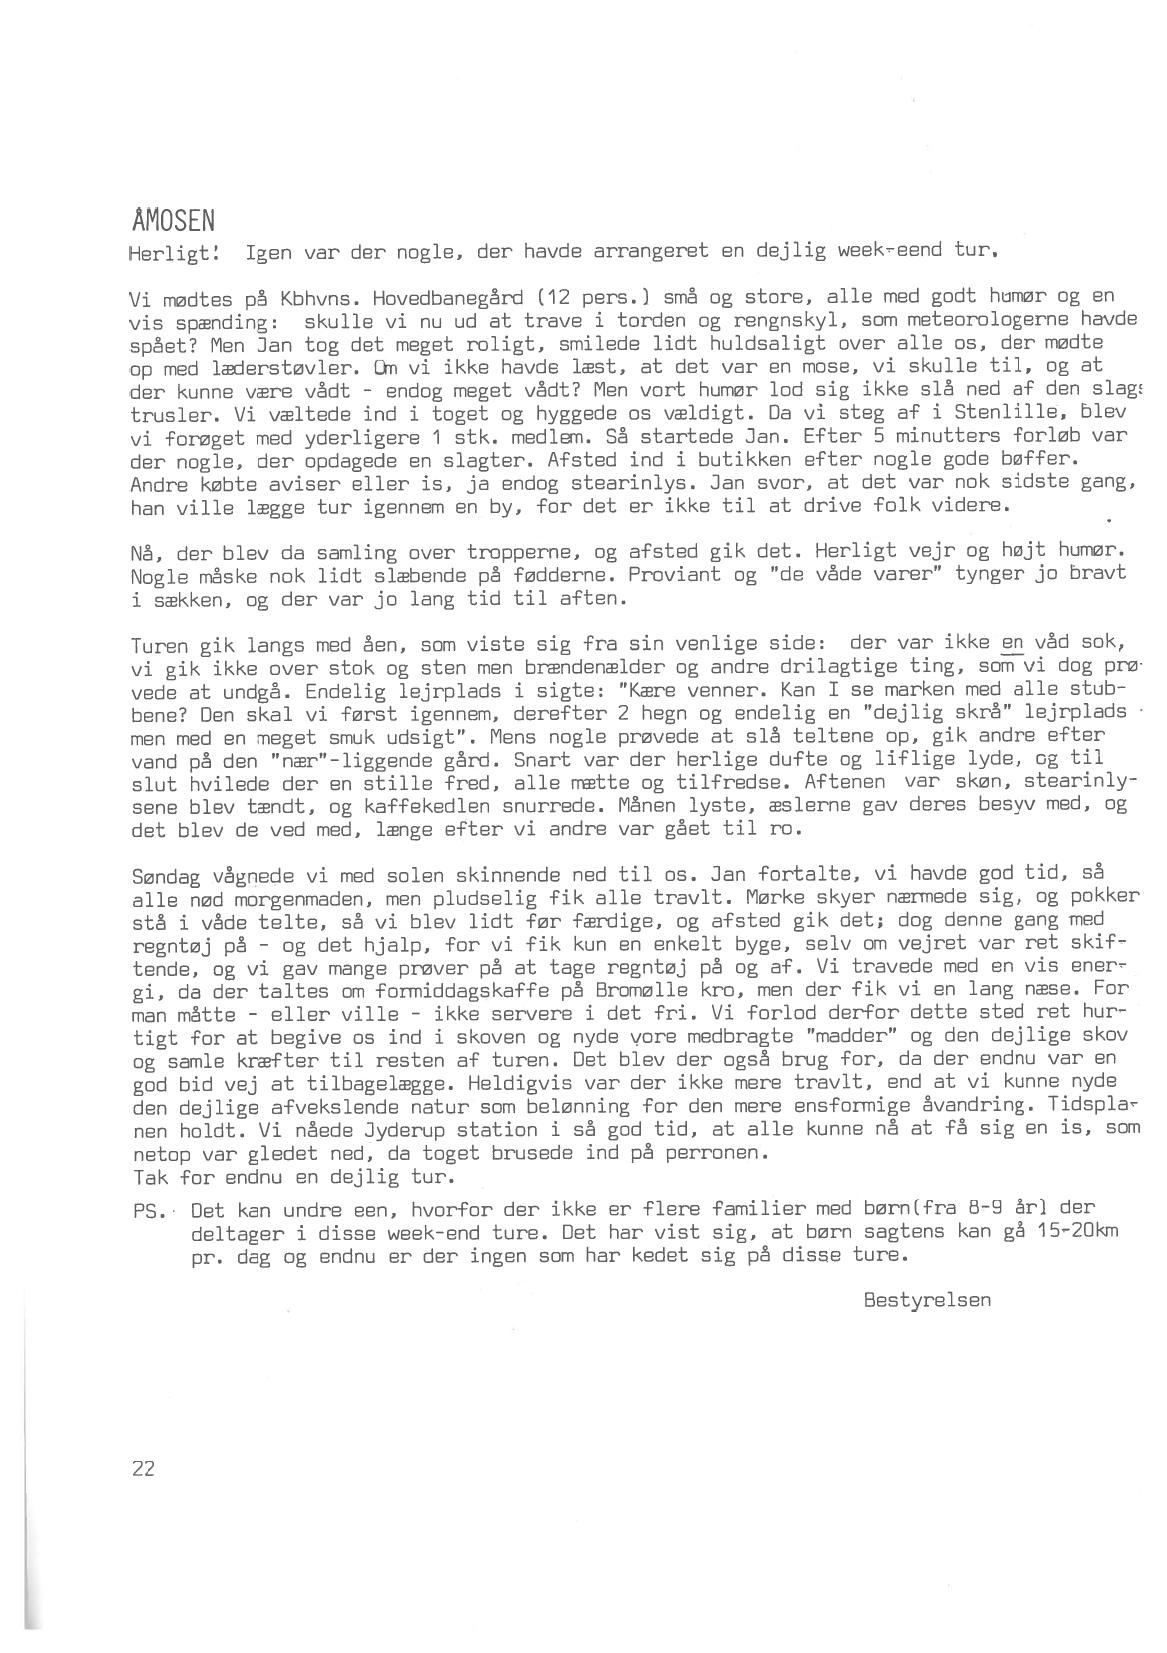 ÅMOSEN
Herligt! Igen var der nogle, der havde arrangeret en dejlig week-eend tur.
Vi mødtes på Kbhvns. Hovedbanegård (12 pers.) små og store, alle med godt humør og en
vis spænding: skulle vi nu ud at trave i torden og rengnskyl, som meteorologerne havde
spået? Men Jan tog det meget roligt, smilede lidt huldsaligt over alle os, der mødte
op med læderstøvler. Om vi ikke havde læst, at det var en mose, vi skulle til, og at
der kunne være vådt - endog meget vådt? Men vort humør lod sig ikke slå ned af den slags
trusler. Vi væltede ind i toget og hyggede os vældigt. Da vi steg af i Stenlille, blev
vi forøget med yderligere 1 stk. medlem. Så startede Jan. Efter 5 minutters forløb var
der nogle, der opdagede en slagter. Afsted ind i butikken efter nogle gode bøffer.
Andre købte aviser eller is, ja endog stearinlys. Jan svor, at det var nok sidste gang,
han ville lægge tur igennem en by, for det er ikke til at drive folk videre.
Nå, der blev da samling over tropperne, og afsted gik det. Herligt vejr og højt humør.
Nogle måske nok lidt slæbende på fødderne. Proviant og "de våde varer" tynger jo bravt
i sækken, og der var jo lang tid til aften.
Turen gik langs med åen, som viste sig fra sin venlige side: der var ikke en våd sok,
vi gik ikke over stok og sten men brændenælder og andre drilagtige ting, som vi dog prø-
vede at undgå. Endelig lejrplads i sigte: "Kære venner. Kan I se marken med alle stub-
bene? Den skal vi først igennem, derefter 2 hegn og endelig en "dejlig skrå" lejrplads -
men med en meget smuk udsigt". Mens nogle prøvede at slå teltene op, gik andre efter
vand på den "nær"-liggende gård. Snart var der herlige dufte og liflige lyde, og til
slut hvilede der en stille fred, alle mætte og tilfredse. Aftenen var skøn, stearinly-
sene blev tændt, og kaffekedlen snurrede. Månen lyste, æslerne gav deres besyv med, og
det blev de ved med, længe efter vi andre var gået til ro.
Søndag vågnede vi med solen skinnende ned til os. Jan fortalte, vi havde god tid, så
alle nød morgenmaden, men pludselig fik alle travlt. Mørke skyer nærmede sig, og pokker
stå i våde telte, så vi blev lidt før færdige, og afsted gik det; dog denne gang med
regntøj på - og det hjalp, for vi fik kun en enkelt byge, selv om vejret var ret skif-
tende, og vi gav mange prøver på at tage regntøj på og af. Vi travede med en vis ener-
gi, da der taltes om formiddagskaffe på Bromølle kro, men der fik vi en lang næse. For
man måtte - eller ville - ikke servere i det fri. Vi forlod derfor dette sted ret hur-
tigt for at begive os ind i skoven og nyde vore medbragte "madder" og den dejlige skov
og samle kræfter til resten af turen. Det blev der også brug for, da der endnu var en
god bid vej at tilbagelægge. Heldigvis var der ikke mere travlt, end at vi kunne nyde
den dejlige afvekslende natur som belønning for den mere ensformige åvandring. Tidspla-
nen holdt. Vi nåede Jyderup station i så god tid, at alle kunne nå at få sig en is, som
netop var gledet ned, da toget brusede ind på perronen.
Tak for endnu en dejlig tur.
PS. Det kan undre een, hvorfor der ikke er flere familier med børn(fra 8-9 år) der
deltager i disse week-end ture. Det har vist sig, at børn sagtens kan gå 15-20km
pr. dag og endnu er der ingen som har kedet sig på disse ture.
Bestyrelsen
22